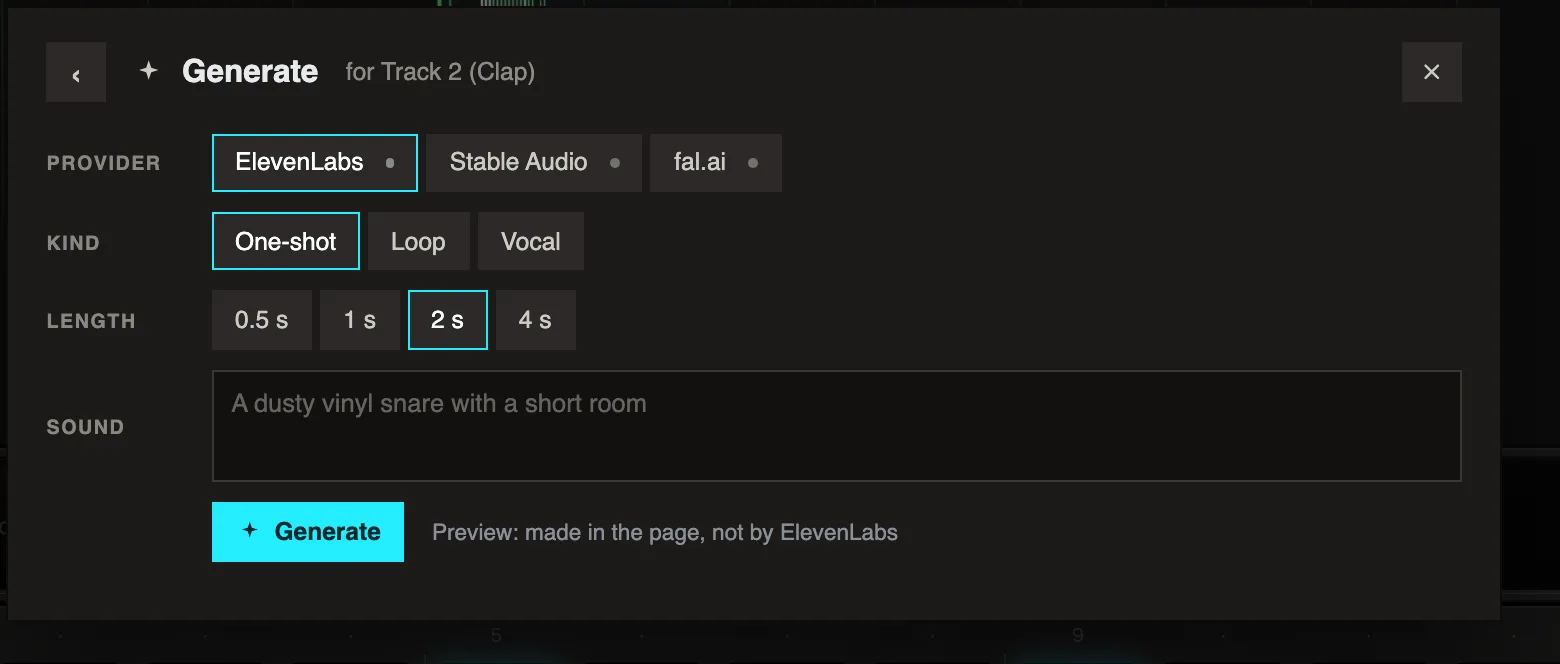 ‹ Generate for Track 2 (Clap) ×
PROVIDER ElevenLabs Stable Audio fal.ai
KIND One-shot Loop Vocal
LENGTH 0.5 s 1 s 2 s 4 s
SOUND A dusty vinyl snare with a short room
Generate Preview: made in the page, not by ElevenLabs
5 9